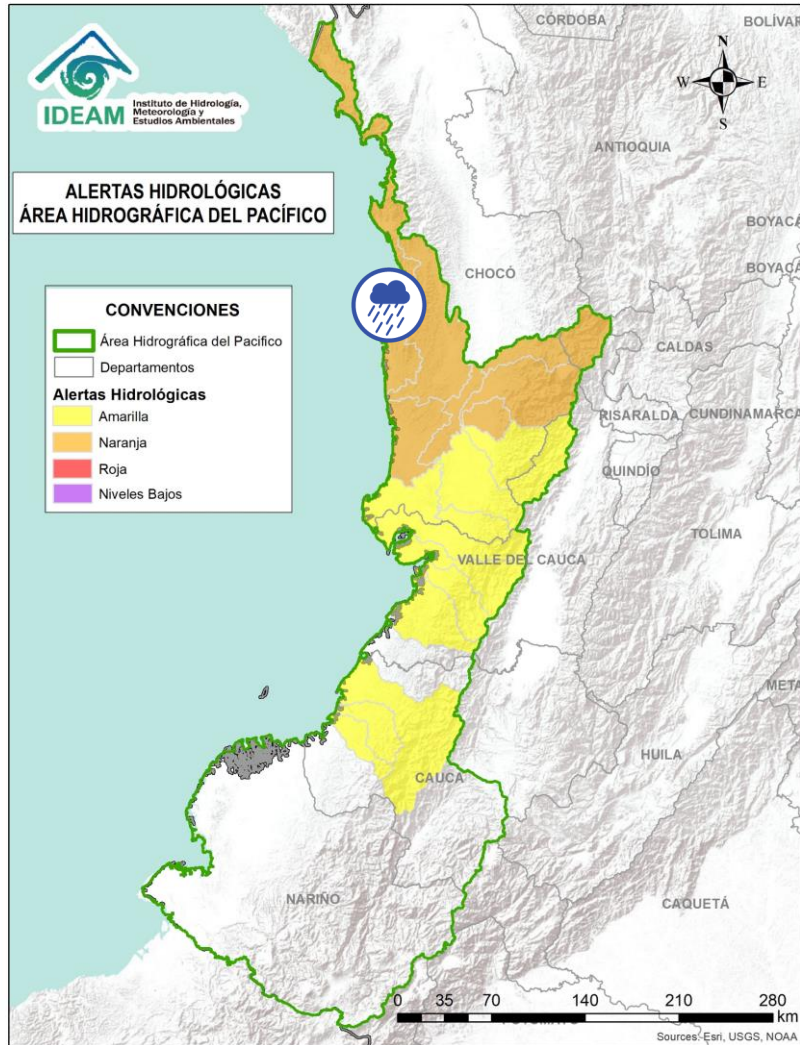 IDEAM
Instituto de Hidrología,
Meteorología y
Estudios Ambientales
ALERTAS HIDROLÓGICAS
ÁREA HIDROGRÁFICA DEL PACÍFICO
CONVENCIONES
Área Hidrográfica del Pacifico
Departamentos
Alertas Hidrológicas
Amarilla
Naranja
Roja
Niveles Bajos
CÓRDOBA
BOLÍVAR
N
W
E
S
ANTIOQUIA
BOYACÁ
CHOCÓ
BOYACÁ
CALDAS
RISARALDA
CUNDINAMARCA
QUINDÍO
TOLIMA
VALLE DEL CAUCA
META
HUILA
CAUCA
NARIÑO
CAQUETÁ
0 35 70 140 210 280
km
Sources: Esri, USGS, NOAA